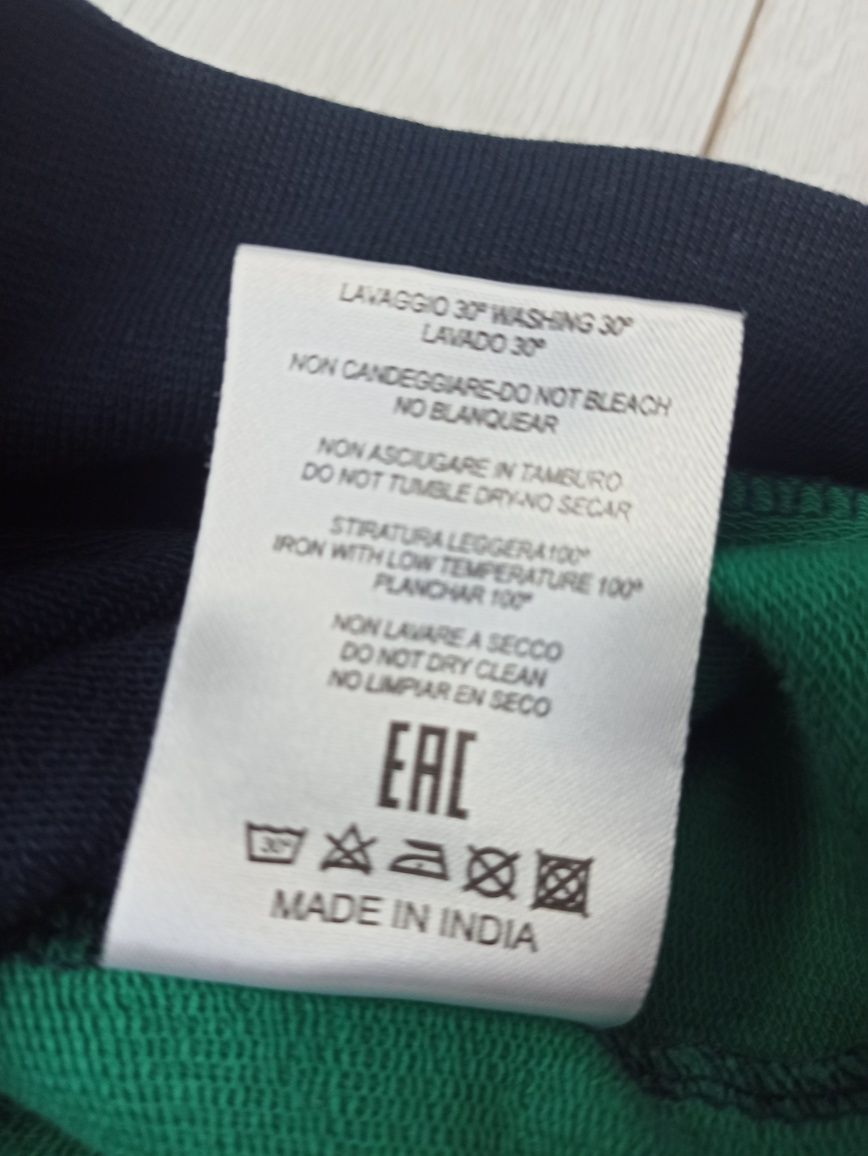 LAVAGGIO 30° WASHING 30°
LAVADO 30°
NON CANDEGGIARE-DO NOT BLEACH
NO BLANQUEAR
NON ASCIUGARE IN TAMBURO
DO NOT TUMBLE DRY-NO SECAR
STIRATURA LEGGERA100°
IRON WITH LOW TEMPERATURE 100°
PLANCHAR 100°
NON LAVARE A SECCO
DO NOT DRY CLEAN
NO LIMPIAR EN SECO
EAC
30°
MADE IN INDIA